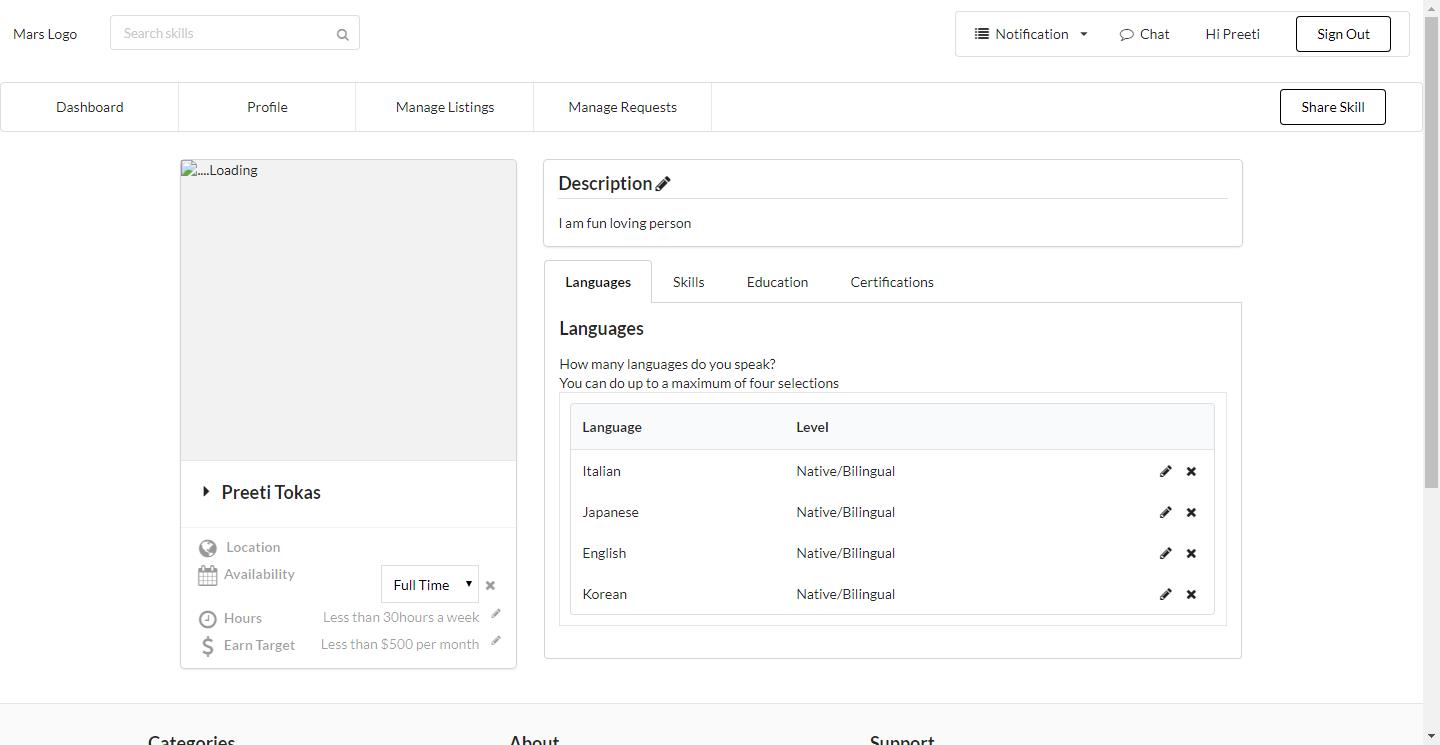 Mars Logo
Search skills
Notification
Chat
Hi Preeti
Sign Out
Dashboard
Profile
Manage Listings
Manage Requests
Share Skill
....Loading
Preeti Tokas
Location
Availability
Full Time
Hours
Less than 30hours a week
Earn Target
Less than $500 per month
Description
I am fun loving person
Languages
Skills
Education
Certifications
Languages
How many languages do you speak?
You can do up to a maximum of four selections
Language Level
Italian Native/Bilingual
Japanese Native/Bilingual
English Native/Bilingual
Korean Native/Bilingual
Categories
About
Support